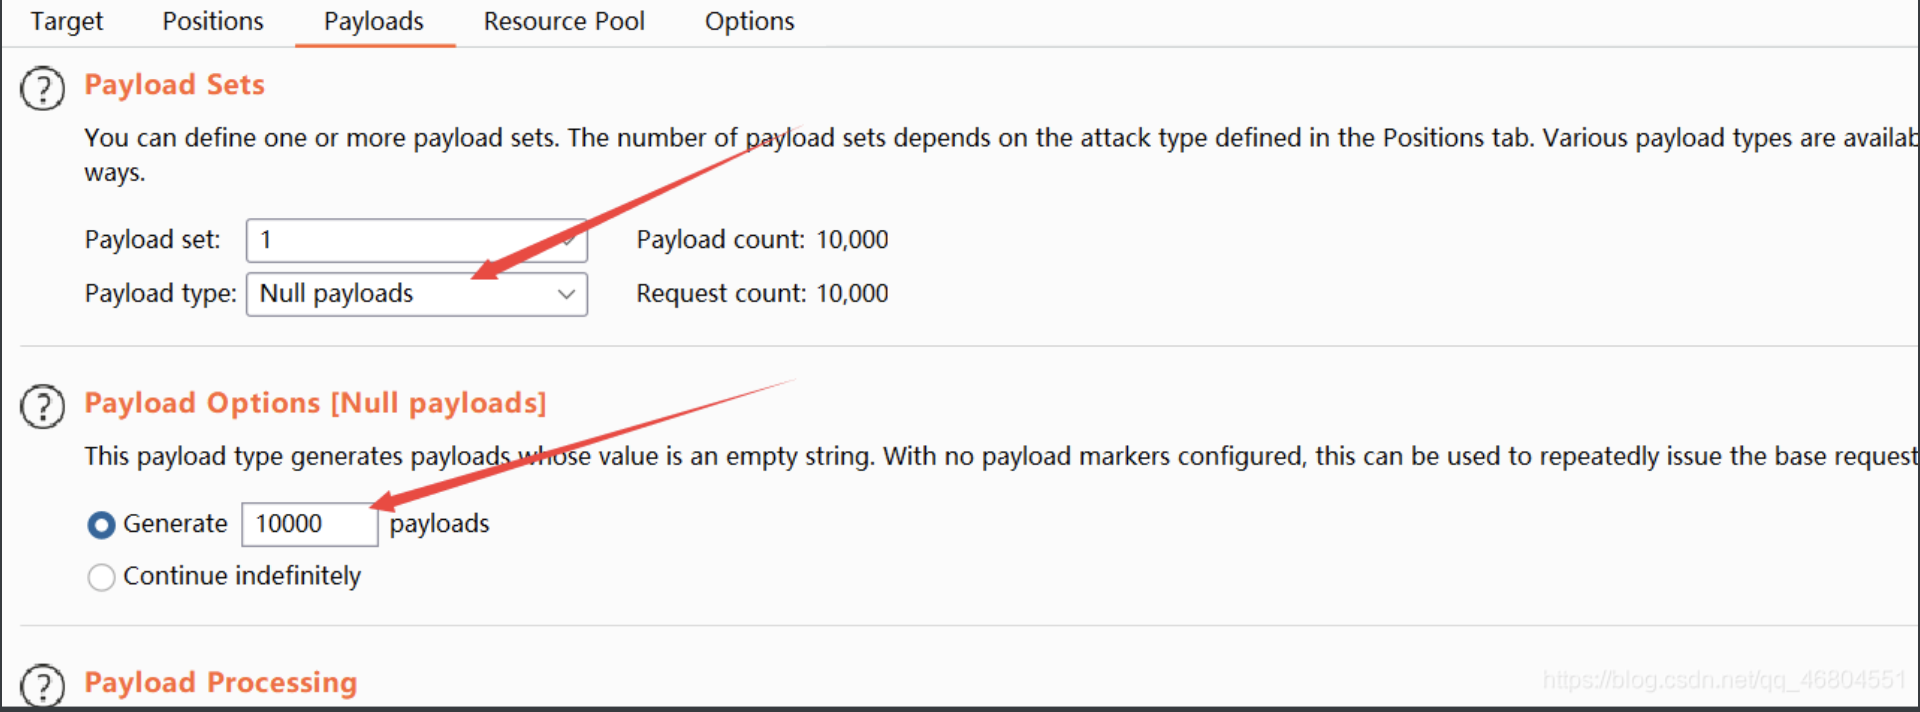 Target Positions Payloads Resource Pool Options
Payload Sets
You can define one or more payload sets. The number of payload sets depends on the attack type defined in the Positions tab. Various payload types are availab
ways.
Payload set: 1 Payload count: 10,000
Payload type: Null payloads Request count: 10,000
Payload Options [Null payloads]
This payload type generates payloads whose value is an empty string. With no payload markers configured, this can be used to repeatedly issue the base request
Generate 10000 payloads
Continue indefinitely
Payload Processing
https://blog.csdn.net/qq_46804551